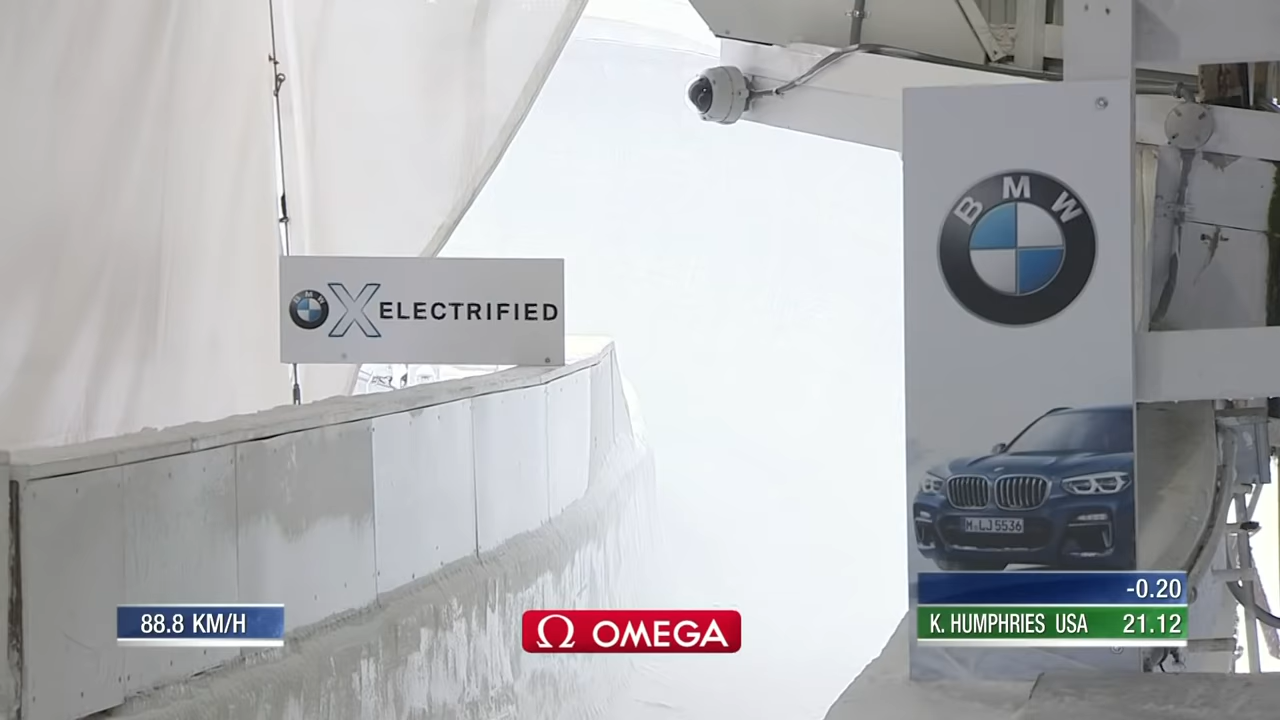 BMW
BMW X ELECTRIFIED
M LJ 5536
88.8 KM/H
Ω OMEGA
-0.20
K. HUMPHRIES USA 21.12